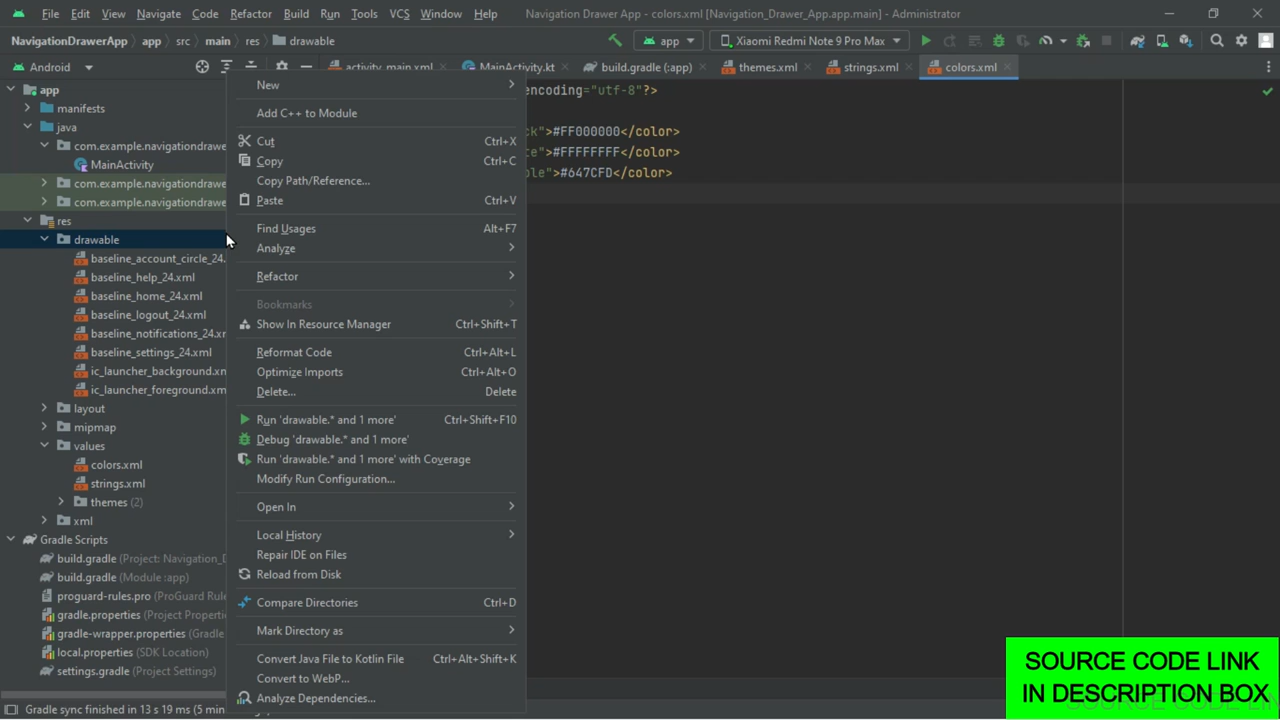 File Edit View Navigate Code Refactor Build Run Tools VCS Window Help Navigation Drawer App - colors.xml [Navigation_Drawer_App.app.main] - Administrator
NavigationDrawerApp app src main res drawable app Xiaomi Redmi Note 9 Pro Max
Android activity_main.xml MainActivity.kt build.gradle (:app) themes.xml strings.xml colors.xml
app
manifests
java
com.example.navigationdrawe
MainActivity
com.example.navigationdrawe
com.example.navigationdrawe
res
drawable
baseline_account_circle_24.
baseline_help_24.xml
baseline_home_24.xml
baseline_logout_24.xml
baseline_notifications_24.xr
baseline_settings_24.xml
ic_launcher_background.xn
ic_launcher_foreground.xm
layout
mipmap
values
colors.xml
strings.xml
themes (2)
xml
Gradle Scripts
build.gradle (Project: Navigation_D
build.gradle (Module :app)
proguard-rules.pro (ProGuard Rule
gradle.properties (Project Properti
gradle-wrapper.properties (Gradle
local.properties (SDK Location)
settings.gradle (Project Settings)
New
Add C++ to Module
Cut Ctrl+X
Copy Ctrl+C
Copy Path/Reference...
Paste Ctrl+V
Find Usages Alt+F7
Analyze
Refactor
Bookmarks
Show In Resource Manager Ctrl+Shift+T
Reformat Code Ctrl+Alt+L
Optimize Imports Ctrl+Alt+O
Delete... Delete
Run 'drawable.* and 1 more' Ctrl+Shift+F10
Debug 'drawable.* and 1 more'
Run 'drawable.* and 1 more' with Coverage
Modify Run Configuration...
Open In
Local History
Repair IDE on Files
Reload from Disk
Compare Directories Ctrl+D
Mark Directory as
Convert Java File to Kotlin File Ctrl+Alt+Shift+K
Convert to WebP...
Analyze Dependencies...
encoding="utf-8"?>
ck">#FF000000</color>
te">#FFFFFFFF</color>
ple">#647CFD</color>
SOURCE CODE LINK
IN DESCRIPTION BOX
Gradle sync finished in 13 s 19 ms (5 min